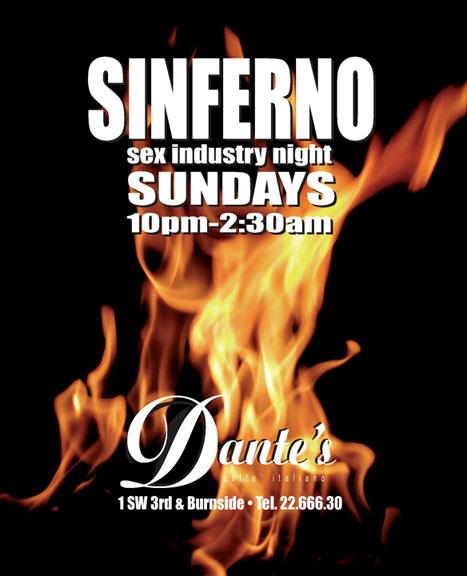 SINFERNO
sex industry night
SUNDAYS
10pm-2:30am
Dante's
caffe' italiano
1 SW 3rd & Burnside • Tel. 22.666.30